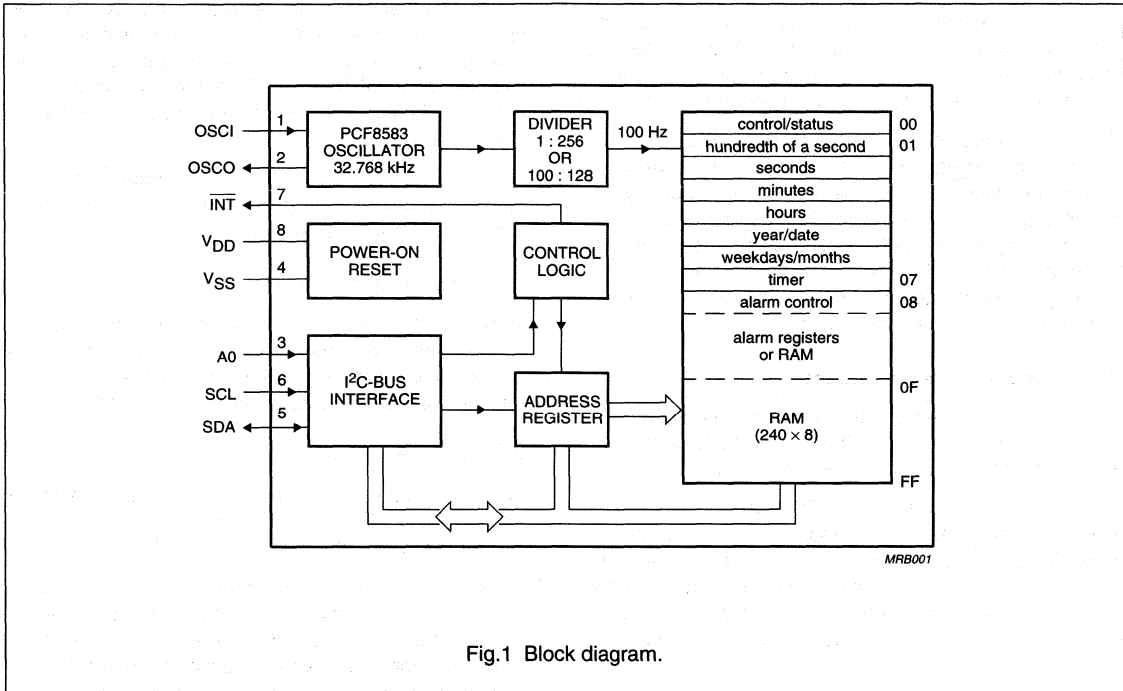 OSCI
1
OSCO
2
INT
7
VDD
8
VSS
4
A0
3
SCL
6
SDA
5
PCF8583
OSCILLATOR
32.768 kHz
DIVIDER
1 : 256
OR
100 : 128
100 Hz
POWER-ON
RESET
CONTROL
LOGIC
I²C-BUS
INTERFACE
ADDRESS
REGISTER
control/status
00
hundredth of a second
01
seconds
minutes
hours
year/date
weekdays/months
timer
07
alarm control
08
alarm registers
or RAM
0F
RAM
(240 × 8)
FF
MRB001
Fig.1 Block diagram.